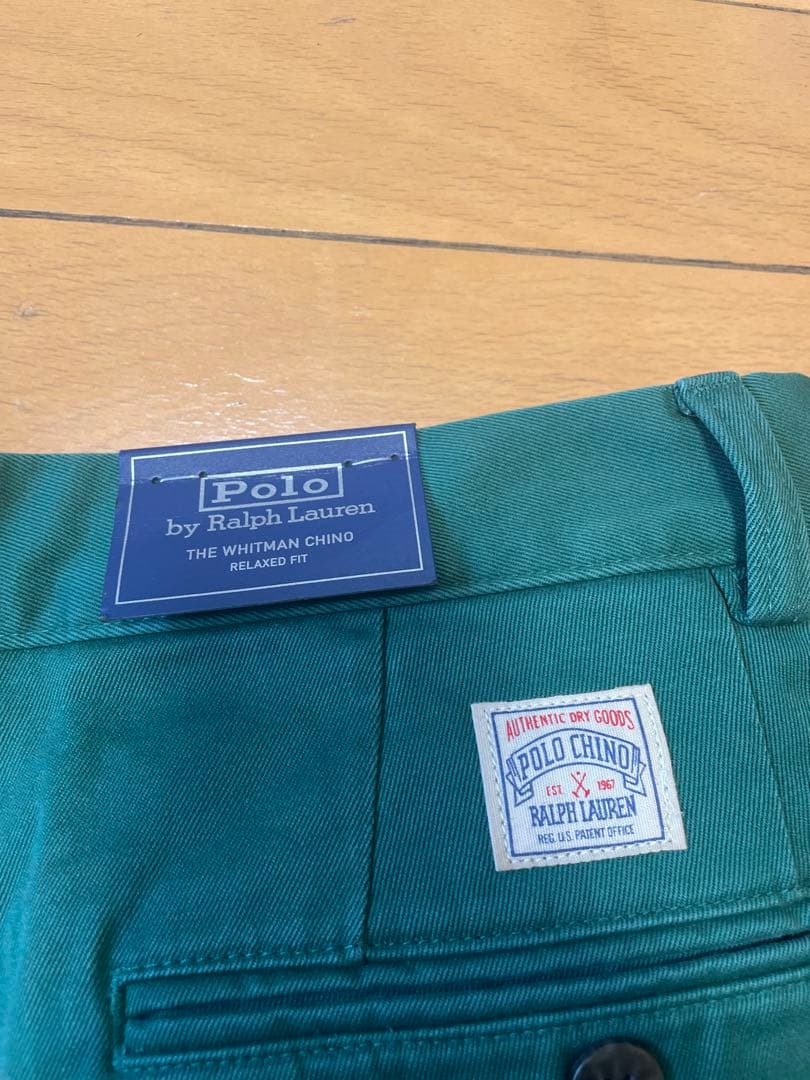 Polo
by Ralph Lauren
THE WHITMAN CHINO
RELAXED FIT
AUTHENTIC DRY GOODS
POLO CHINO
EST. 1967
RALPH LAUREN
REG. U.S. PATENT OFFICE